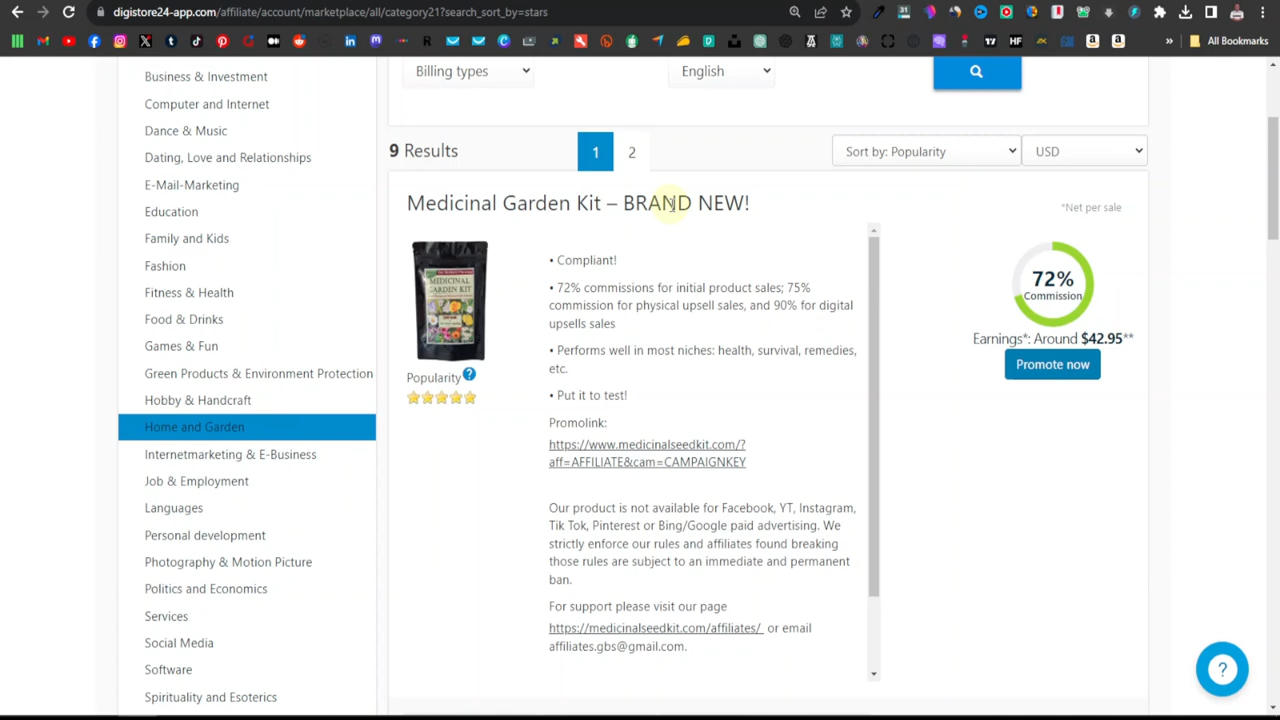 digistore24-app.com/affiliate/account/marketplace/all/category21?search_sort_by=stars
All Bookmarks
Business & Investment
Computer and Internet
Dance & Music
Dating, Love and Relationships
E-Mail-Marketing
Education
Family and Kids
Fashion
Fitness & Health
Food & Drinks
Games & Fun
Green Products & Environment Protection
Hobby & Handcraft
Home and Garden
Internetmarketing & E-Business
Job & Employment
Languages
Personal development
Photography & Motion Picture
Politics and Economics
Services
Social Media
Software
Spirituality and Esoterics
Billing types
English
9 Results
1
2
Sort by: Popularity
USD
Medicinal Garden Kit – BRAND NEW!
*Net per sale
MEDICINAL
GARDEN KIT
Popularity
?
• Compliant!
• 72% commissions for initial product sales; 75%
commission for physical upsell sales, and 90% for digital
upsells sales
• Performs well in most niches: health, survival, remedies,
etc.
• Put it to test!
Promolink:
https://www.medicinalseedkit.com/?
aff=AFFILIATE&cam=CAMPAIGNKEY
Our product is not available for Facebook, YT, Instagram,
Tik Tok, Pinterest or Bing/Google paid advertising. We
strictly enforce our rules and affiliates found breaking
those rules are subject to an immediate and permanent
ban.
For support please visit our page
https://medicinalseedkit.com/affiliates/ or email
affiliates.gbs@gmail.com.
72%
Commission
Earnings*: Around $42.95**
Promote now
?